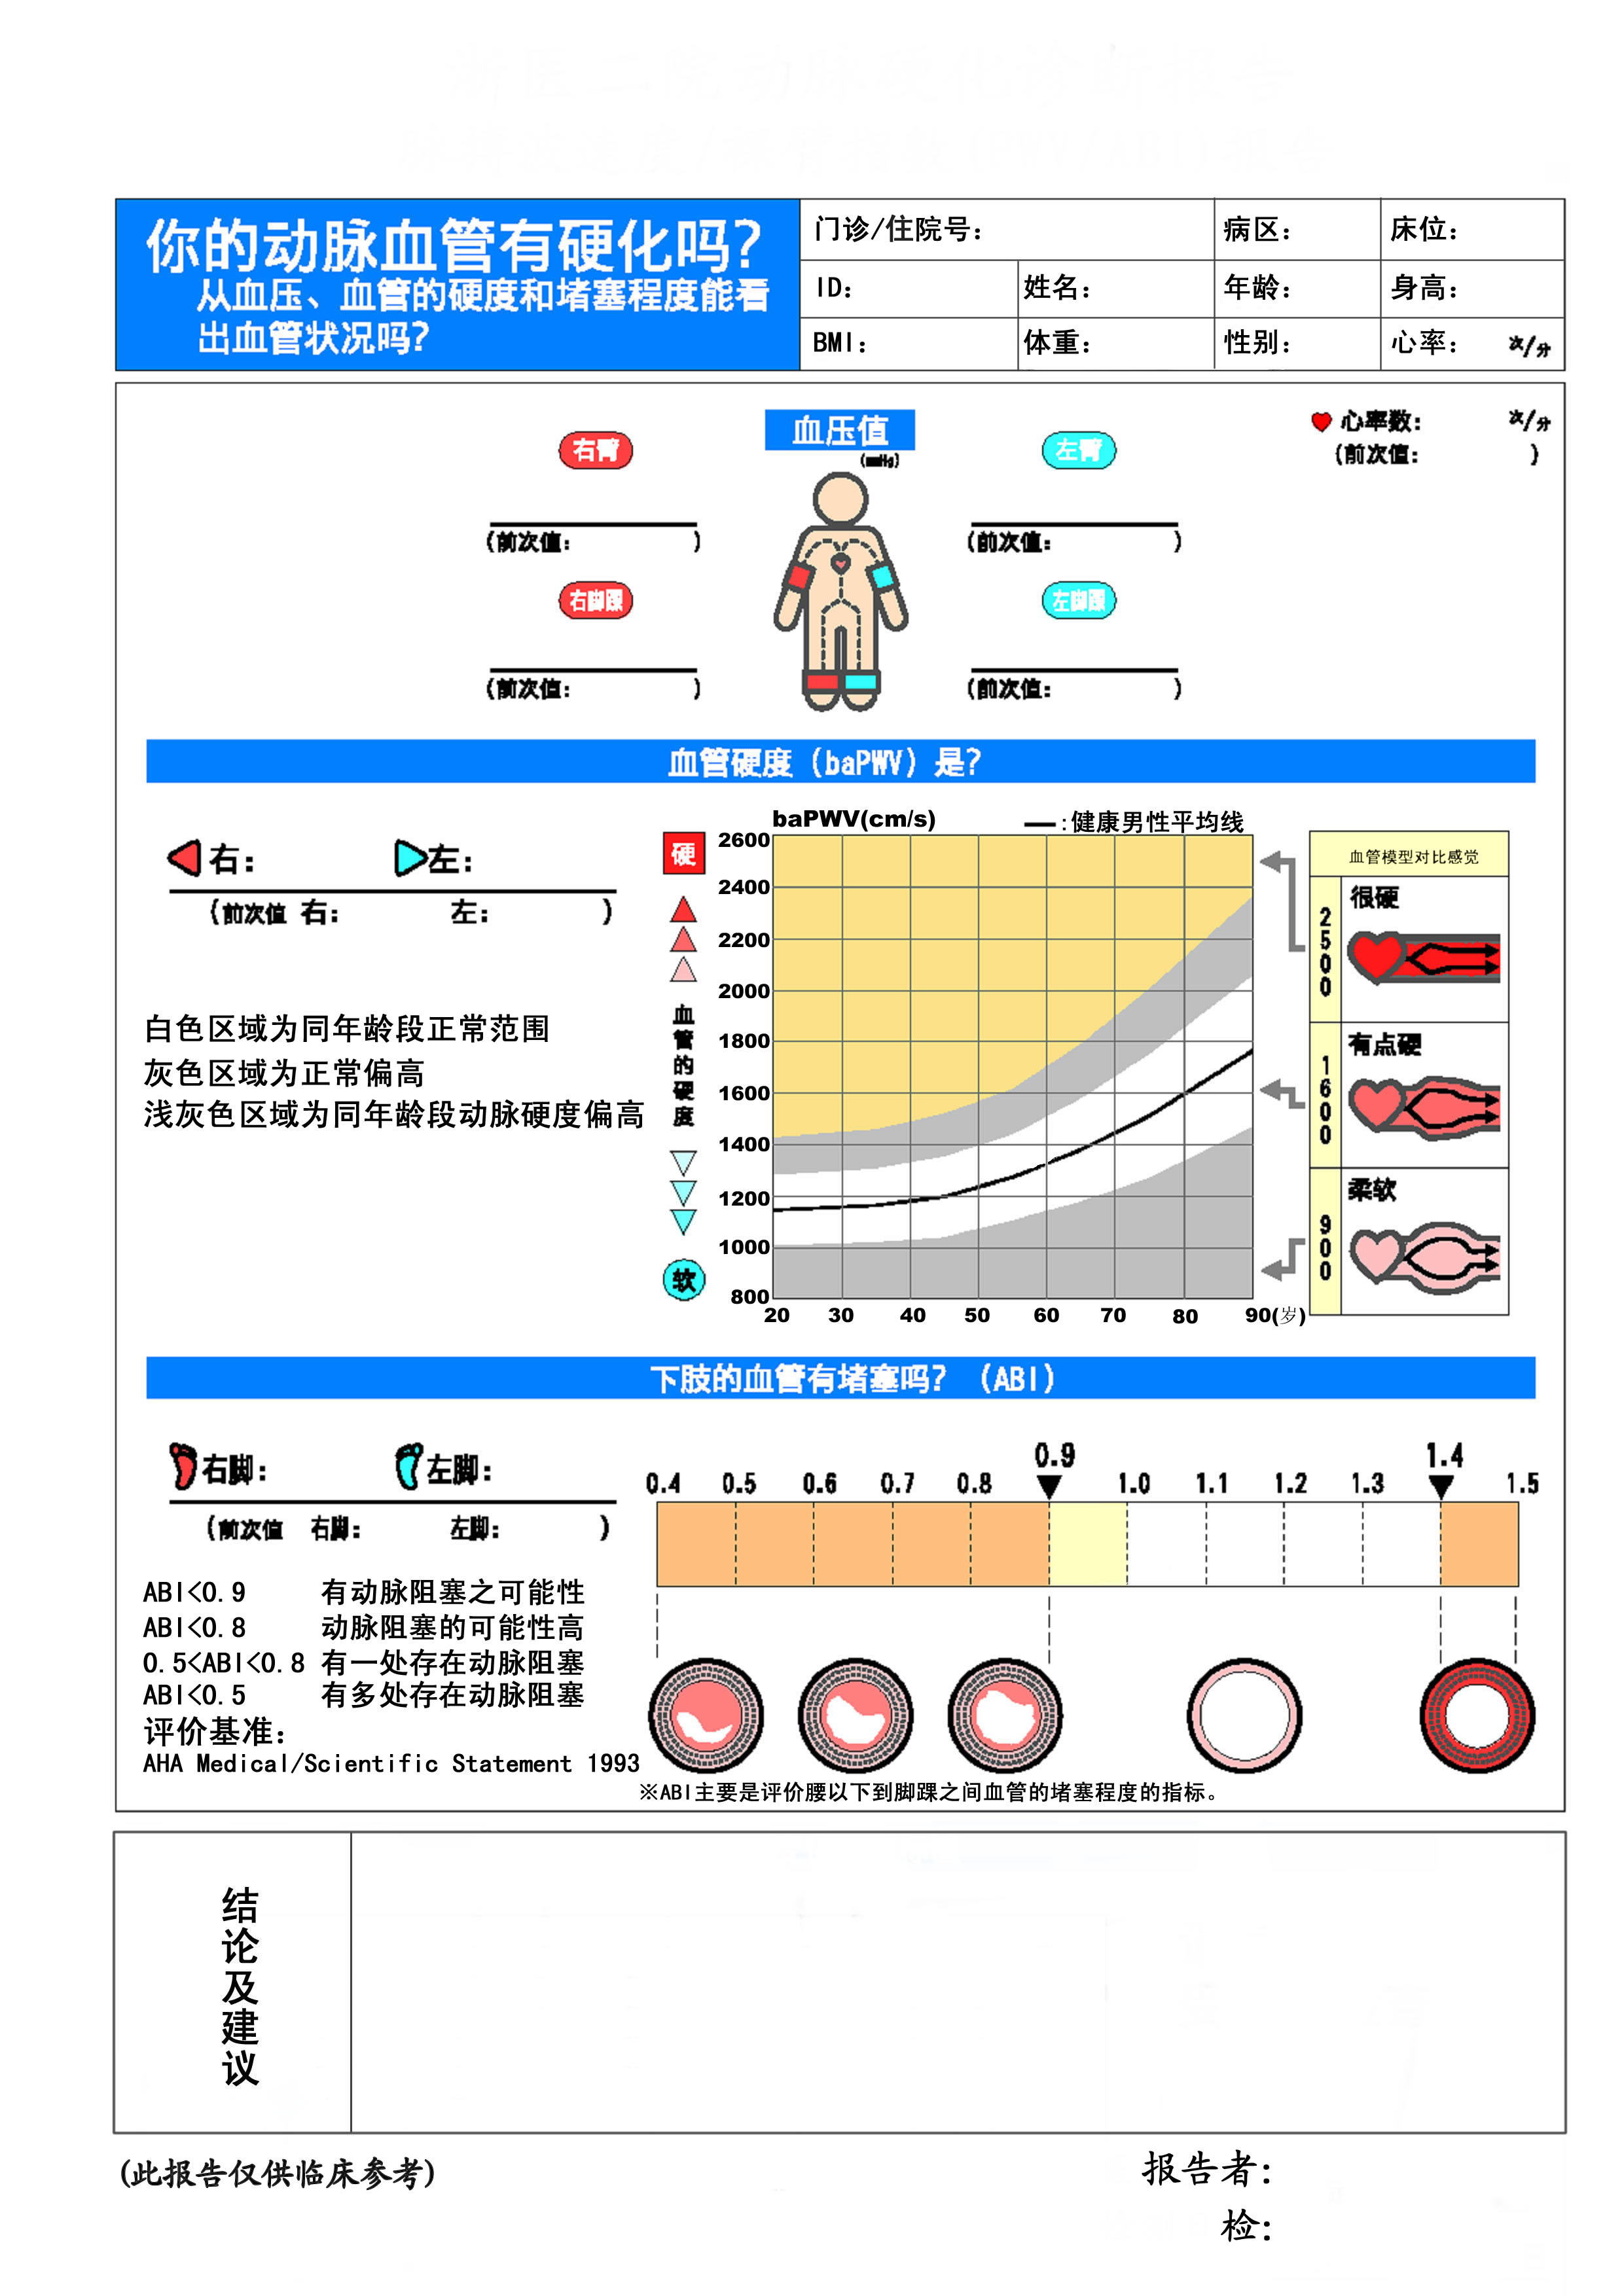 你的动脉血管有硬化吗？
从血压、血管的硬度和堵塞程度能看
出血管状况吗？
门诊/住院号： 病区： 床位：
ID： 姓名： 年龄： 身高：
BMI： 体重： 性别： 心率： 次/分
血压值
(mmHg)
右臂
左臂
心率数： 次/分
(前次值： )
(前次值： )
(前次值： )
右脚踝
左脚踝
(前次值： )
(前次值： )
血管硬度（baPWV）是？
右： 左：
(前次值 右： 左： )
白色区域为同年龄段正常范围
灰色区域为正常偏高
浅灰色区域为同年龄段动脉硬度偏高
硬
血管的硬度
软
baPWV(cm/s)
—：健康男性平均线
2600
2400
2200
2000
1800
1600
1400
1200
1000
800
20 30 40 50 60 70 80 90(岁)
血管模型对比感觉
2500
很硬
1600
有点硬
900
柔软
下肢的血管有堵塞吗？（ABI）
右脚： 左脚：
(前次值 右脚： 左脚： )
0.4 0.5 0.6 0.7 0.8 0.9 1.0 1.1 1.2 1.3 1.4 1.5
ABI<0.9 有动脉阻塞之可能性
ABI<0.8 动脉阻塞的可能性高
0.5<ABI<0.8 有一处存在动脉阻塞
ABI<0.5 有多处存在动脉阻塞
评价基准：
AHA Medical/Scientific Statement 1993
※ABI主要是评价腰以下到脚踝之间血管的堵塞程度的指标。
结论及建议
(此报告仅供临床参考)
报告者：
检：